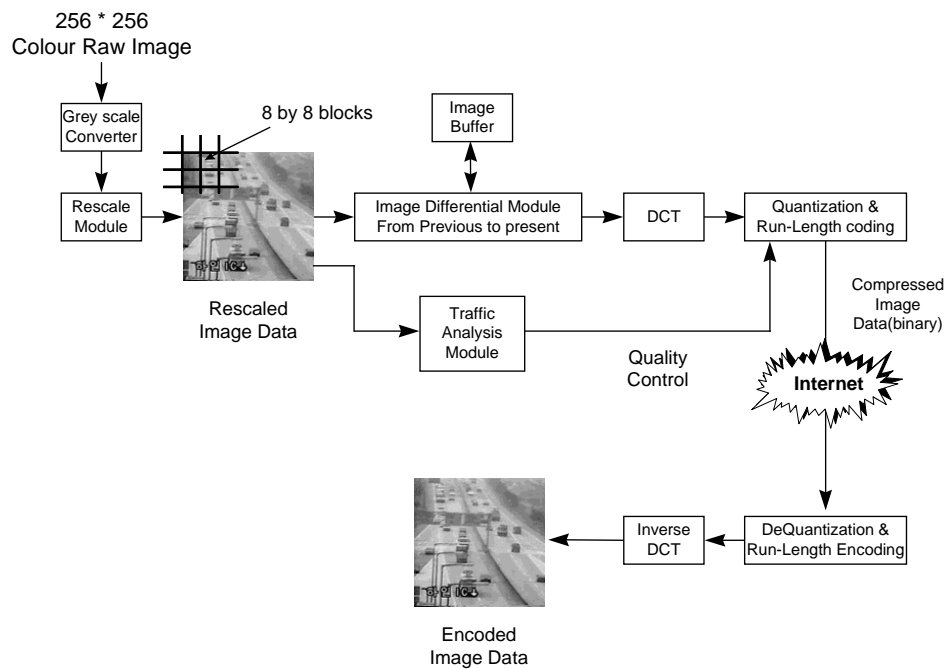 256 * 256
Colour Raw Image
Grey scale
Converter
8 by 8 blocks
Image
Buffer
Rescale
Module
Image Differential Module
From Previous to present
DCT
Quantization &
Run-Length coding
Rescaled
Image Data
Traffic
Analysis
Module
Quality
Control
Compressed
Image
Data(binary)
Internet
DeQuantization &
Run-Length Encoding
Inverse
DCT
Encoded
Image Data